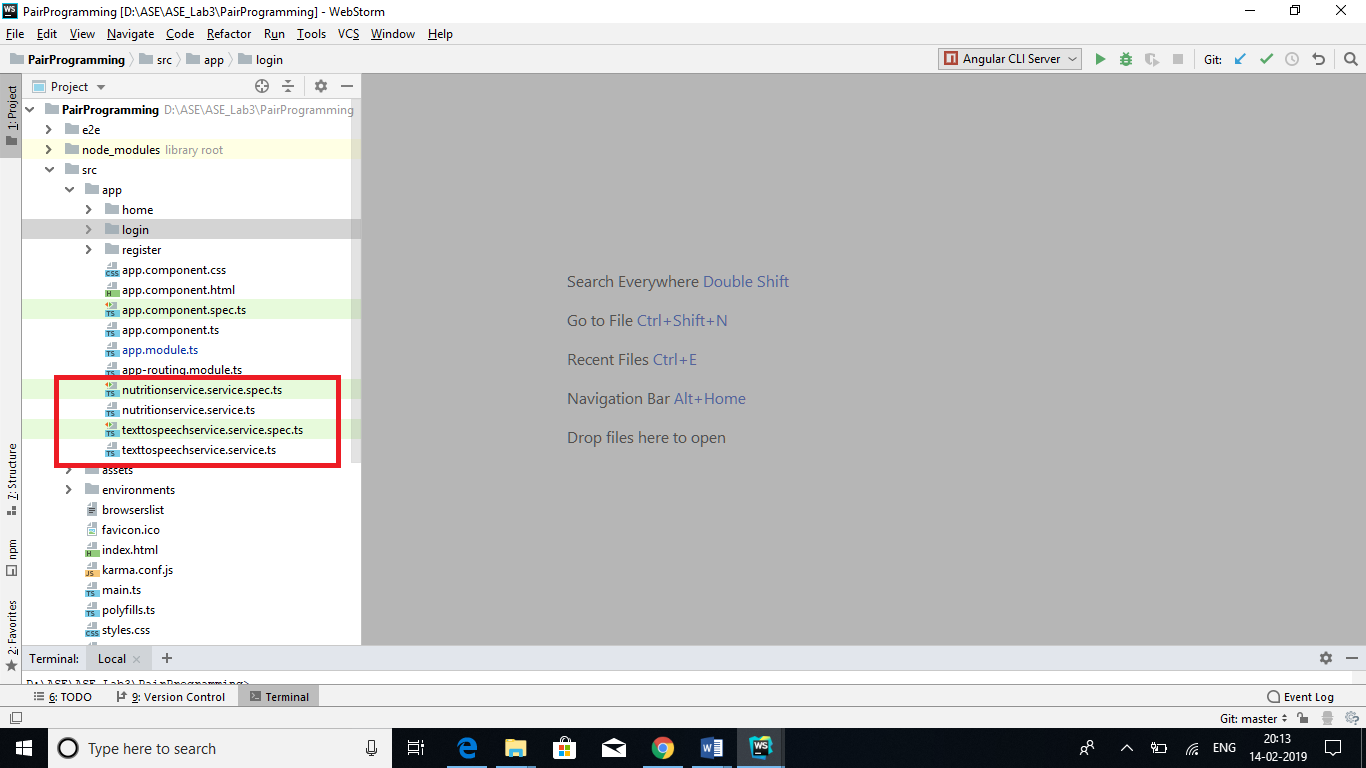 WS PairProgramming [D:\ASE\ASE_Lab3\PairProgramming] - WebStorm
File Edit View Navigate Code Refactor Run Tools VCS Window Help
PairProgramming src app login Angular CLI Server Git:
Project
1: Project
PairProgramming D:\ASE\ASE_Lab3\PairProgramming
e2e
node_modules library root
src
app
home
login
register
app.component.css
app.component.html
app.component.spec.ts
app.component.ts
app.module.ts
app-routing.module.ts
nutritionservice.service.spec.ts
nutritionservice.service.ts
texttospeechservice.service.spec.ts
texttospeechservice.service.ts
assets
environments
browserslist
favicon.ico
index.html
karma.conf.js
main.ts
polyfills.ts
styles.css
7: Structure
npm
2: Favorites
Search Everywhere Double Shift
Go to File Ctrl+Shift+N
Recent Files Ctrl+E
Navigation Bar Alt+Home
Drop files here to open
Terminal: Local
D:\ASE\ASE_Lab3\PairProgramming>
6: TODO 9: Version Control Terminal Event Log
Git: master
Type here to search
WS
ENG
20:13
14-02-2019